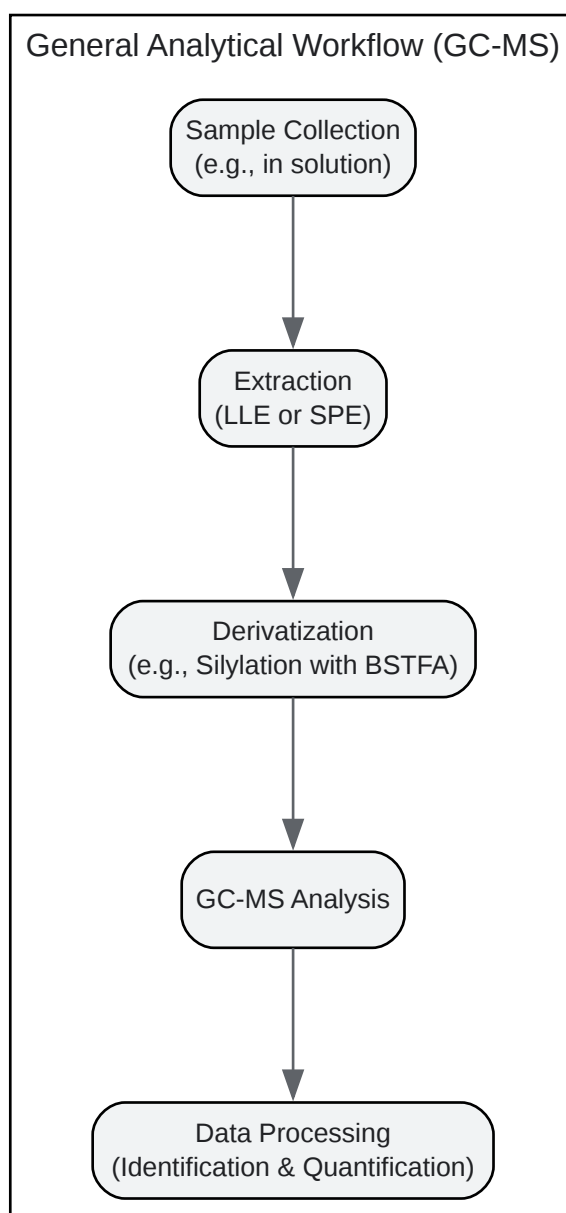 General Analytical Workflow (GC-MS)
Sample Collection
(e.g., in solution)
Extraction
(LLE or SPE)
Derivatization
(e.g., Silylation with BSTFA)
GC-MS Analysis
Data Processing
(Identification & Quantification)